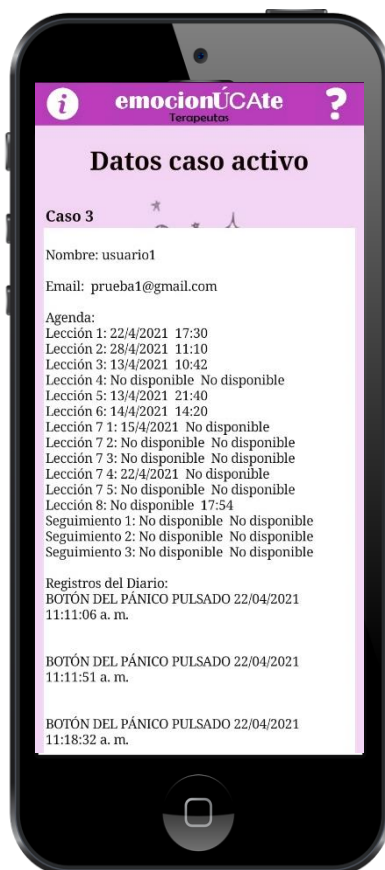 i
emocionÚCAte
?
Terapeutas
Datos caso activo
Caso 3
Nombre: usuario1
Email: prueba1@gmail.com
Agenda:
Lección 1: 22/4/2021 17:30
Lección 2: 28/4/2021 11:10
Lección 3: 13/4/2021 10:42
Lección 4: No disponible No disponible
Lección 5: 13/4/2021 21:40
Lección 6: 14/4/2021 14:20
Lección 7 1: 15/4/2021 No disponible
Lección 7 2: No disponible No disponible
Lección 7 3: No disponible No disponible
Lección 7 4: 22/4/2021 No disponible
Lección 7 5: No disponible No disponible
Lección 8: No disponible 17:54
Seguimiento 1: No disponible No disponible
Seguimiento 2: No disponible No disponible
Seguimiento 3: No disponible No disponible
Registros del Diario:
BOTÓN DEL PÁNICO PULSADO 22/04/2021
11:11:06 a. m.
BOTÓN DEL PÁNICO PULSADO 22/04/2021
11:11:51 a. m.
BOTÓN DEL PÁNICO PULSADO 22/04/2021
11:18:32 a. m.